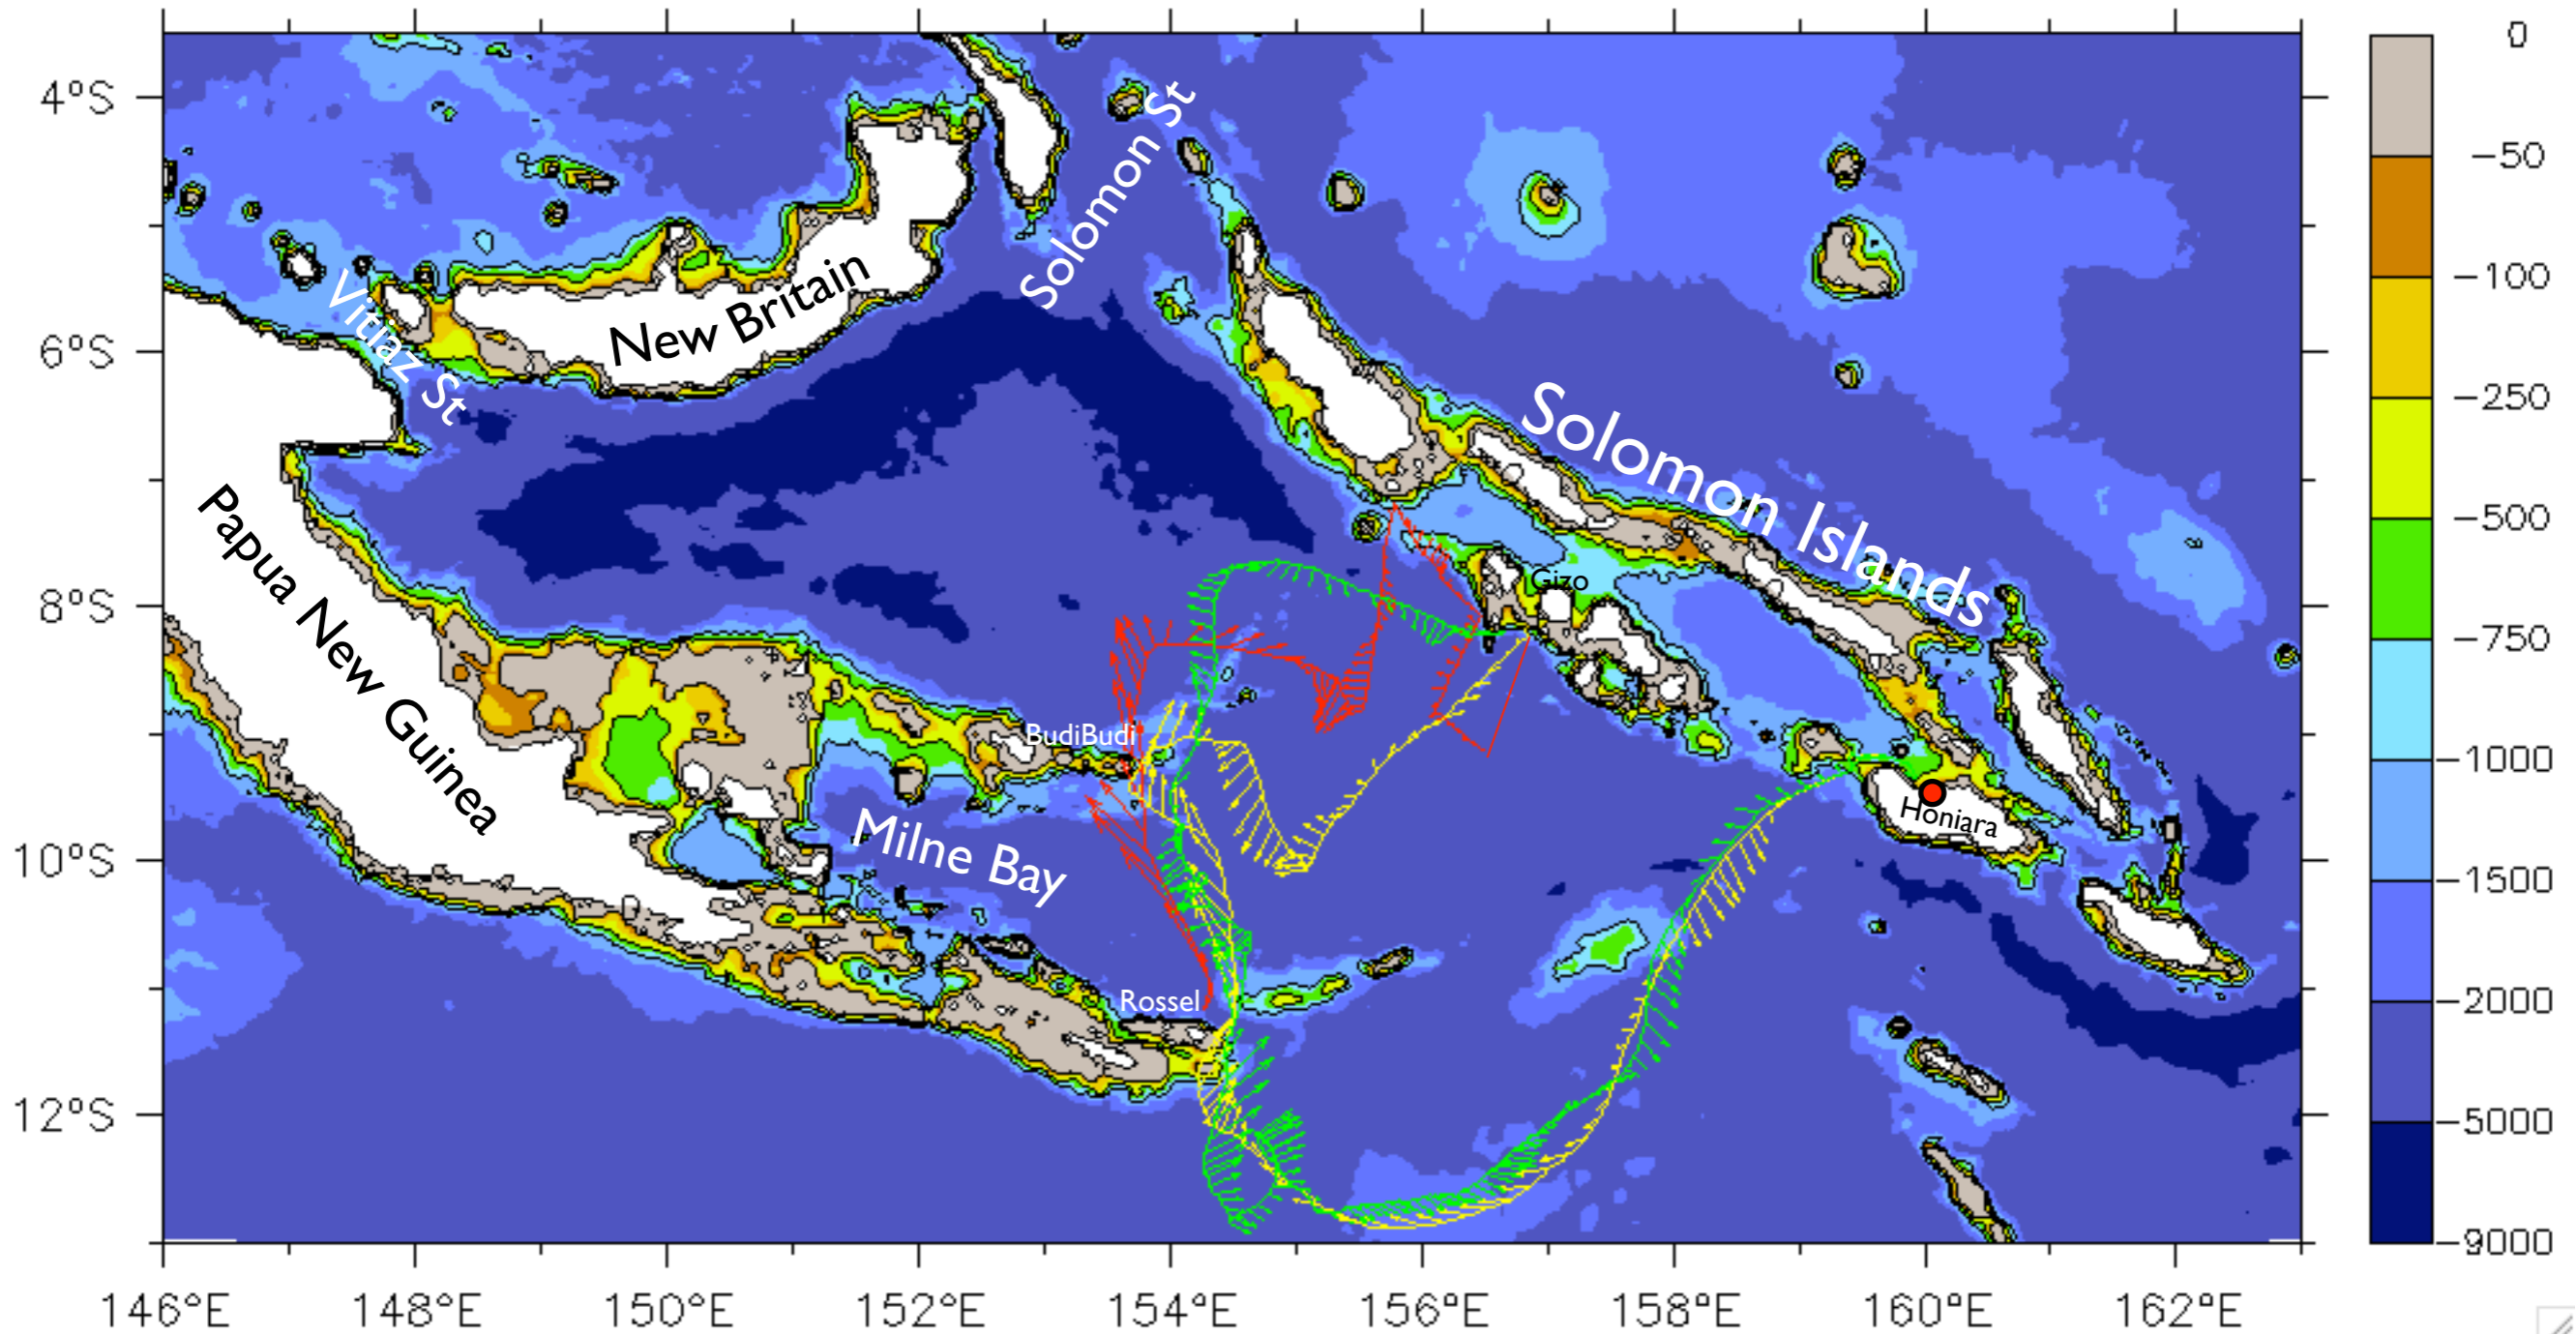 4°S
6°S
8°S
10°S
12°S
146°E
148°E
150°E
152°E
154°E
156°E
158°E
160°E
162°E
Solomon St
Vitiaz St
New Britain
Solomon Islands
Papua New Guinea
Gizo
BudiBudi
Milne Bay
Honiara
Rossel
0
-50
-100
-250
-500
-750
-1000
-1500
-2000
-5000
-9000